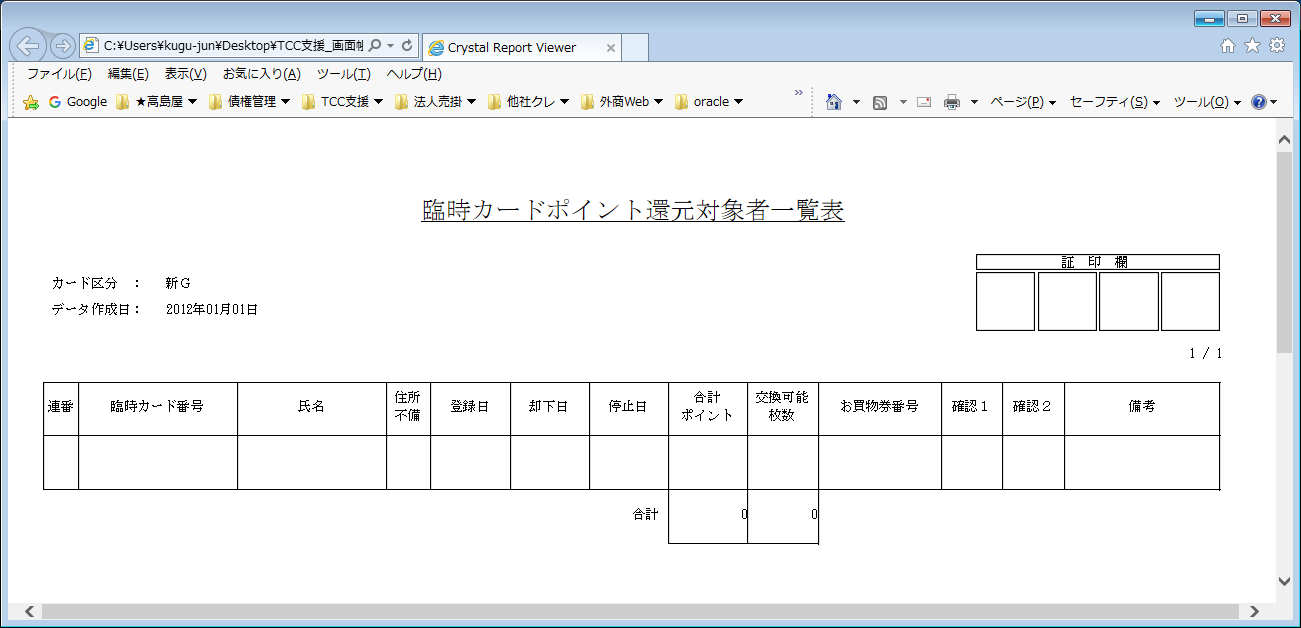 C:¥Users¥kugu-jun¥Desktop¥TCC支援_画面帳
Crystal Report Viewer
ファイル(F) 編集(E) 表示(V) お気に入り(A) ツール(T) ヘルプ(H)
Google ★高島屋 債権管理 TCC支援 法人売掛 他社クレ 外商Web oracle » ページ(P) セーフティ(S) ツール(O)
臨時カードポイント還元対象者一覧表
証 印 欄
カード区分 : 新G
データ作成日: 2012年01月01日
1 / 1
連番 臨時カード番号 氏名 住所不備 登録日 却下日 停止日 合計ポイント 交換可能枚数 お買物券番号 確認1 確認2 備考
合計 0 0